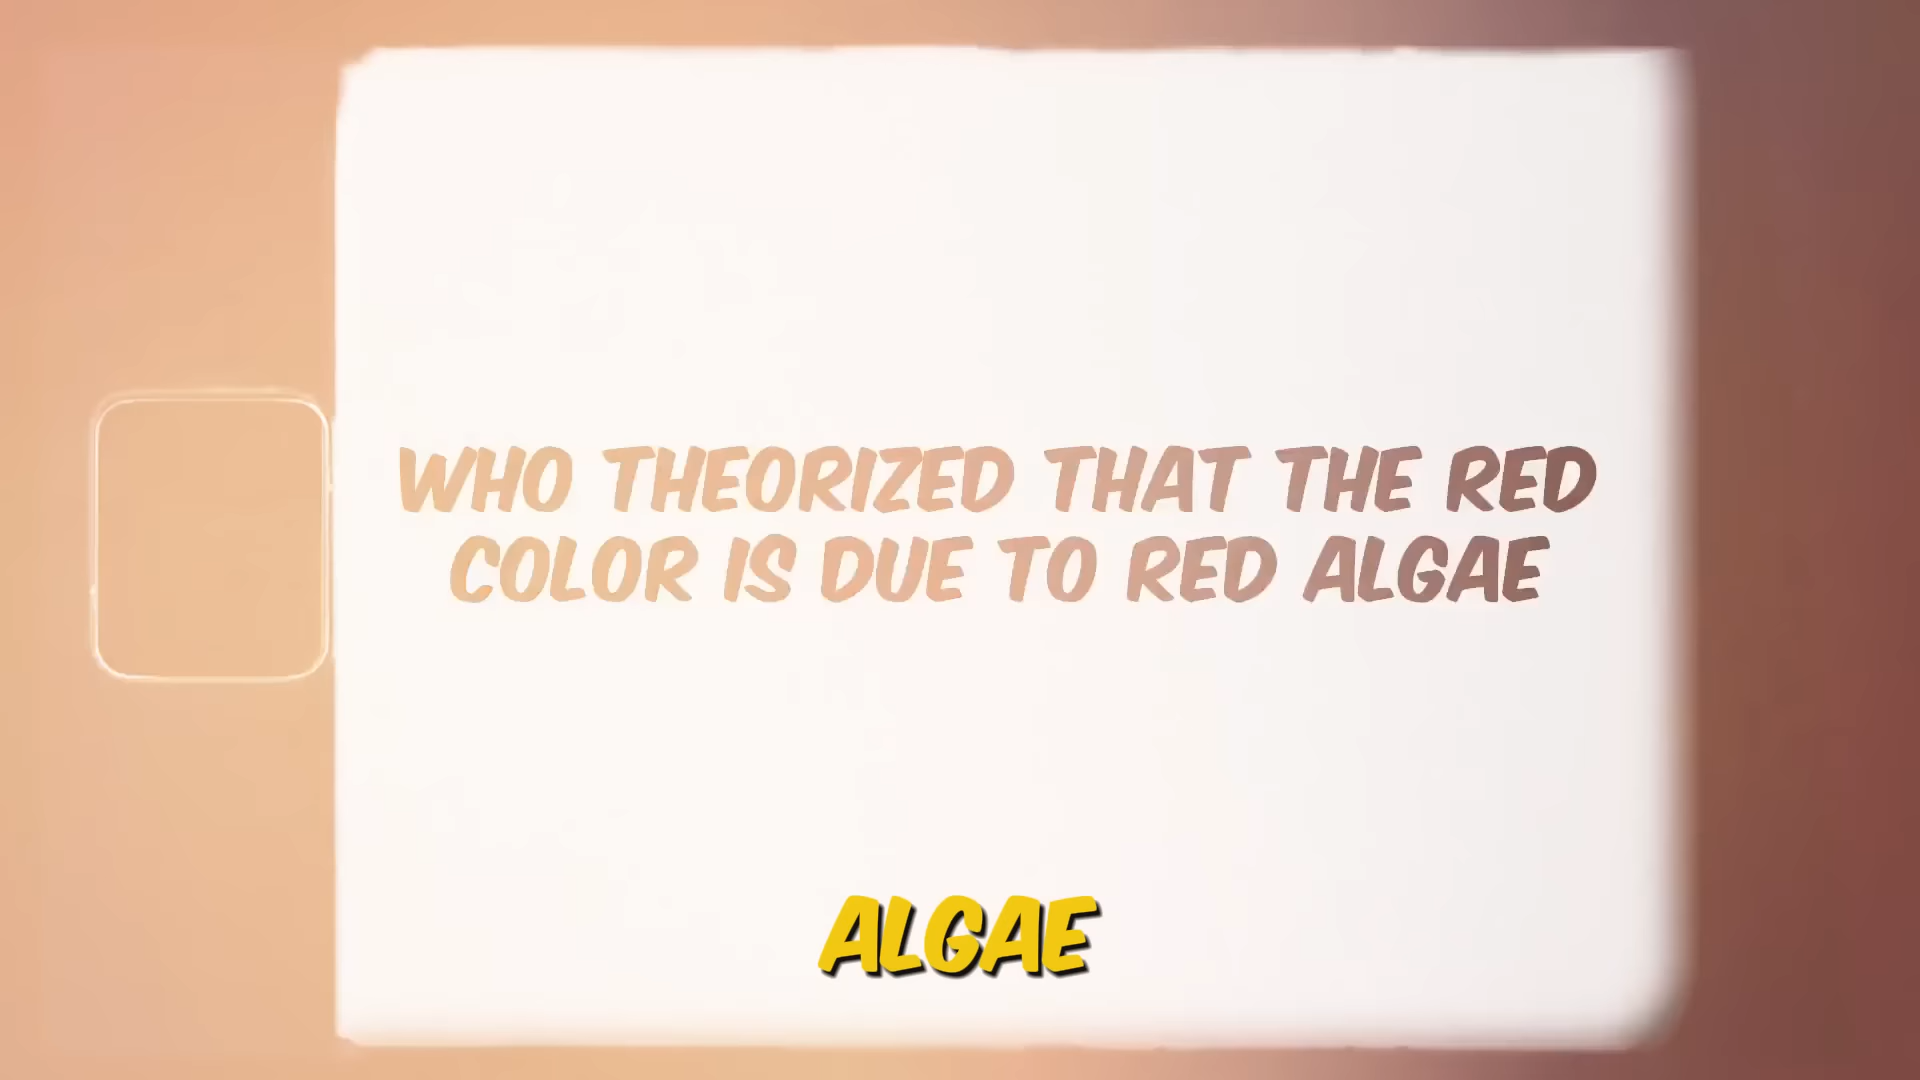 WHO THEORIZED THAT THE RED
COLOR IS DUE TO RED ALGAE
ALGAE